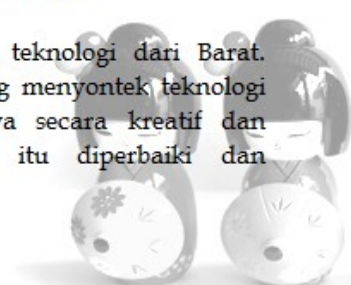 teknologi dari Barat.
menyontek teknologi
secara kreatif dan
itu diperbaiki dan